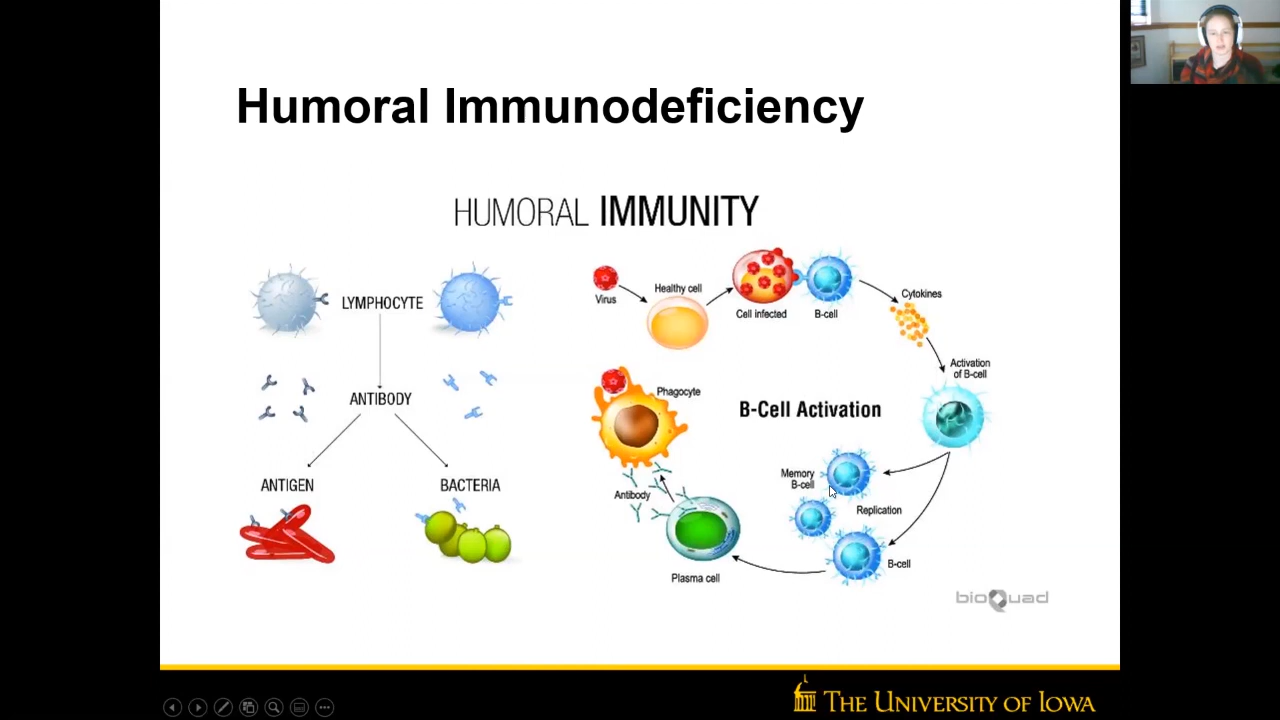 Humoral Immunodeficiency
HUMORAL IMMUNITY
LYMPHOCYTE
ANTIBODY
ANTIGEN
BACTERIA
Virus
Healthy cell
Cell infected
B-cell
Cytokines
Activation
of B-cell
Phagocyte
B-Cell Activation
Memory
B-cell
Antibody
Replication
B-cell
Plasma cell
bioQuad
THE UNIVERSITY OF IOWA